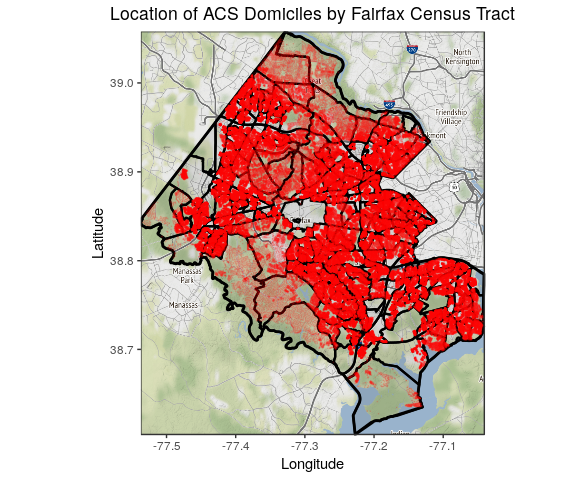 Location of ACS Domiciles by Fairfax Census Tract
Latitude
39.0
38.9
38.8
38.7
North
Kensington
270
Friendship
Village
Manassas
Park
Manassas
-77.5
-77.4
-77.3
-77.2
-77.1
Longitude